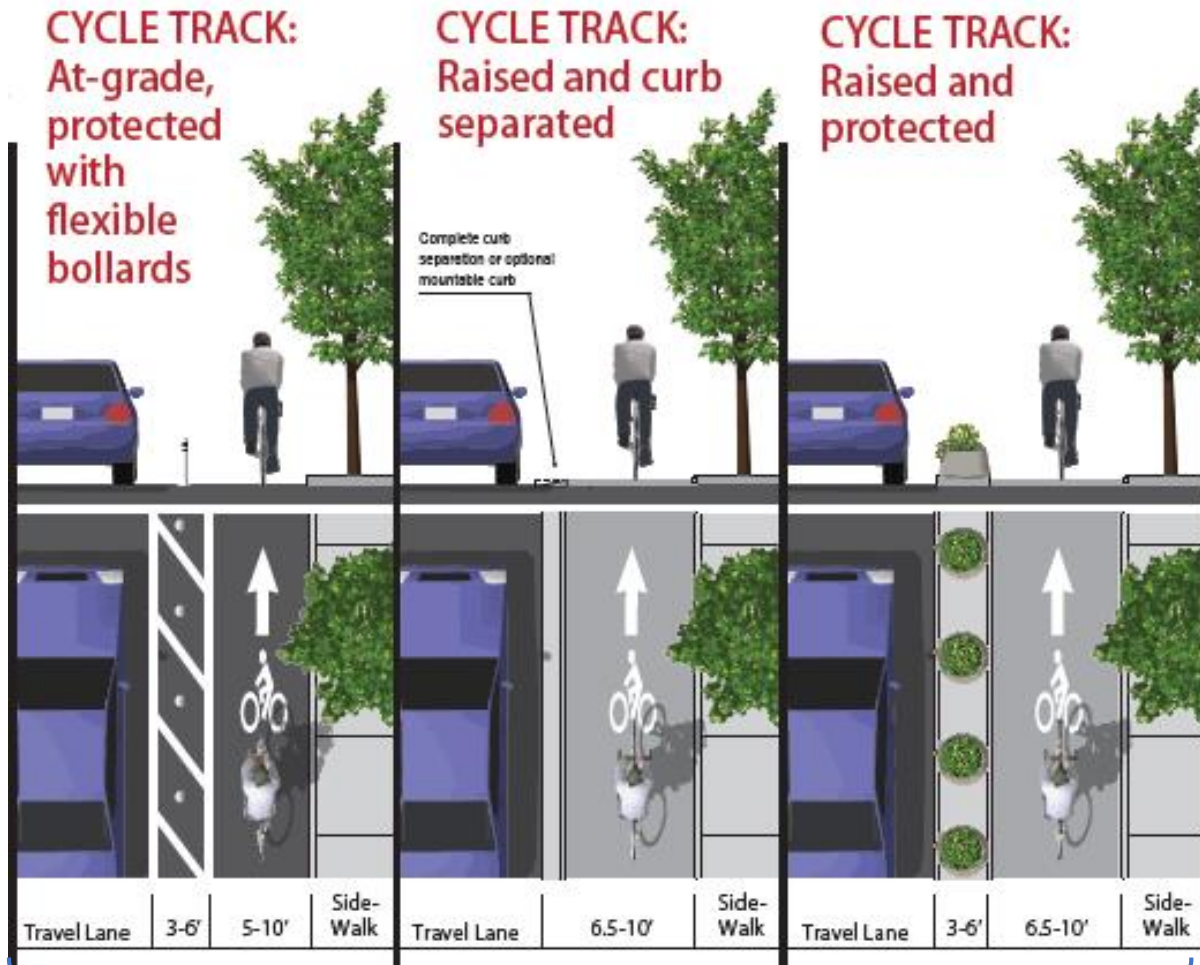 CYCLE TRACK:
At-grade,
protected
with
flexible
bollards
CYCLE TRACK:
Raised and curb
separated
CYCLE TRACK:
Raised and
protected
Complete curb
separation or optional
mountable curb
Travel Lane
3-6'
5-10'
Side-
Walk
Travel Lane
6.5-10'
Side-
Walk
Travel Lane
3-6'
6.5-10'
Side-
Walk